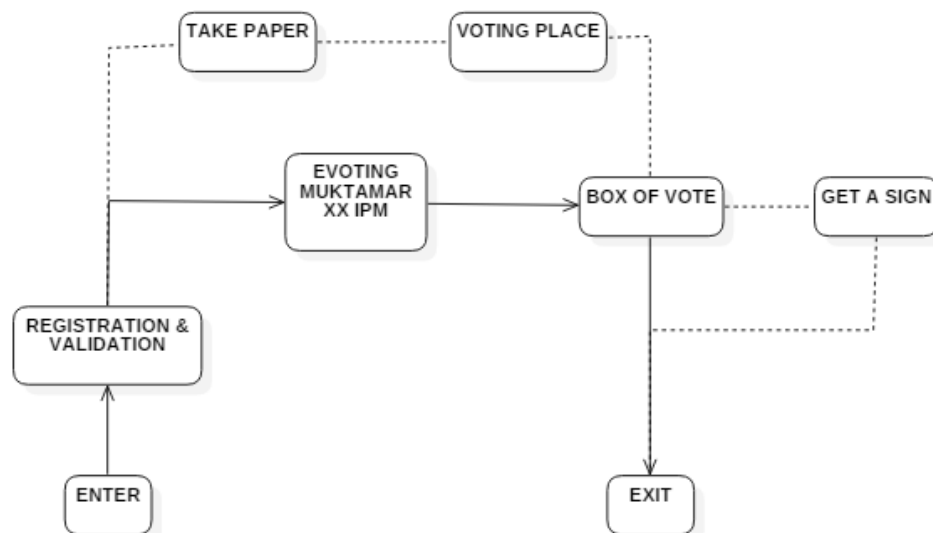 TAKE PAPER
VOTING PLACE
EVOTING
MUKTAMAR
XX IPM
BOX OF VOTE
GET A SIGN
REGISTRATION &
VALIDATION
ENTER
EXIT